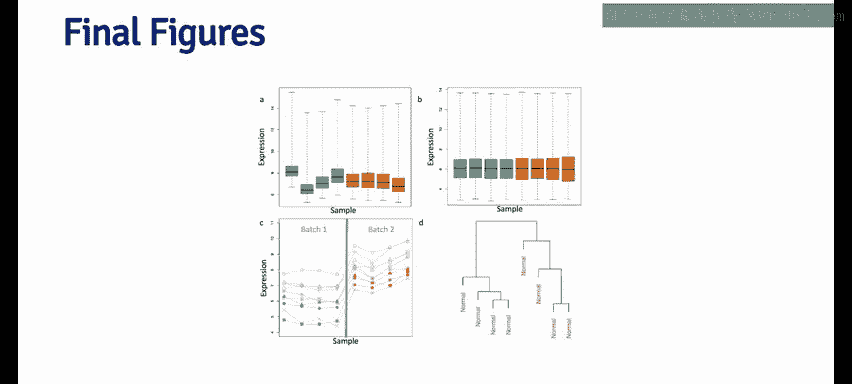 Final Figures
a
b
Expression
Sample
Expression
Sample
c
d
Batch 1
Batch 2
Expression
Sample
Normal
Normal
Normal
Normal
Normal
Normal
Normal
Normal